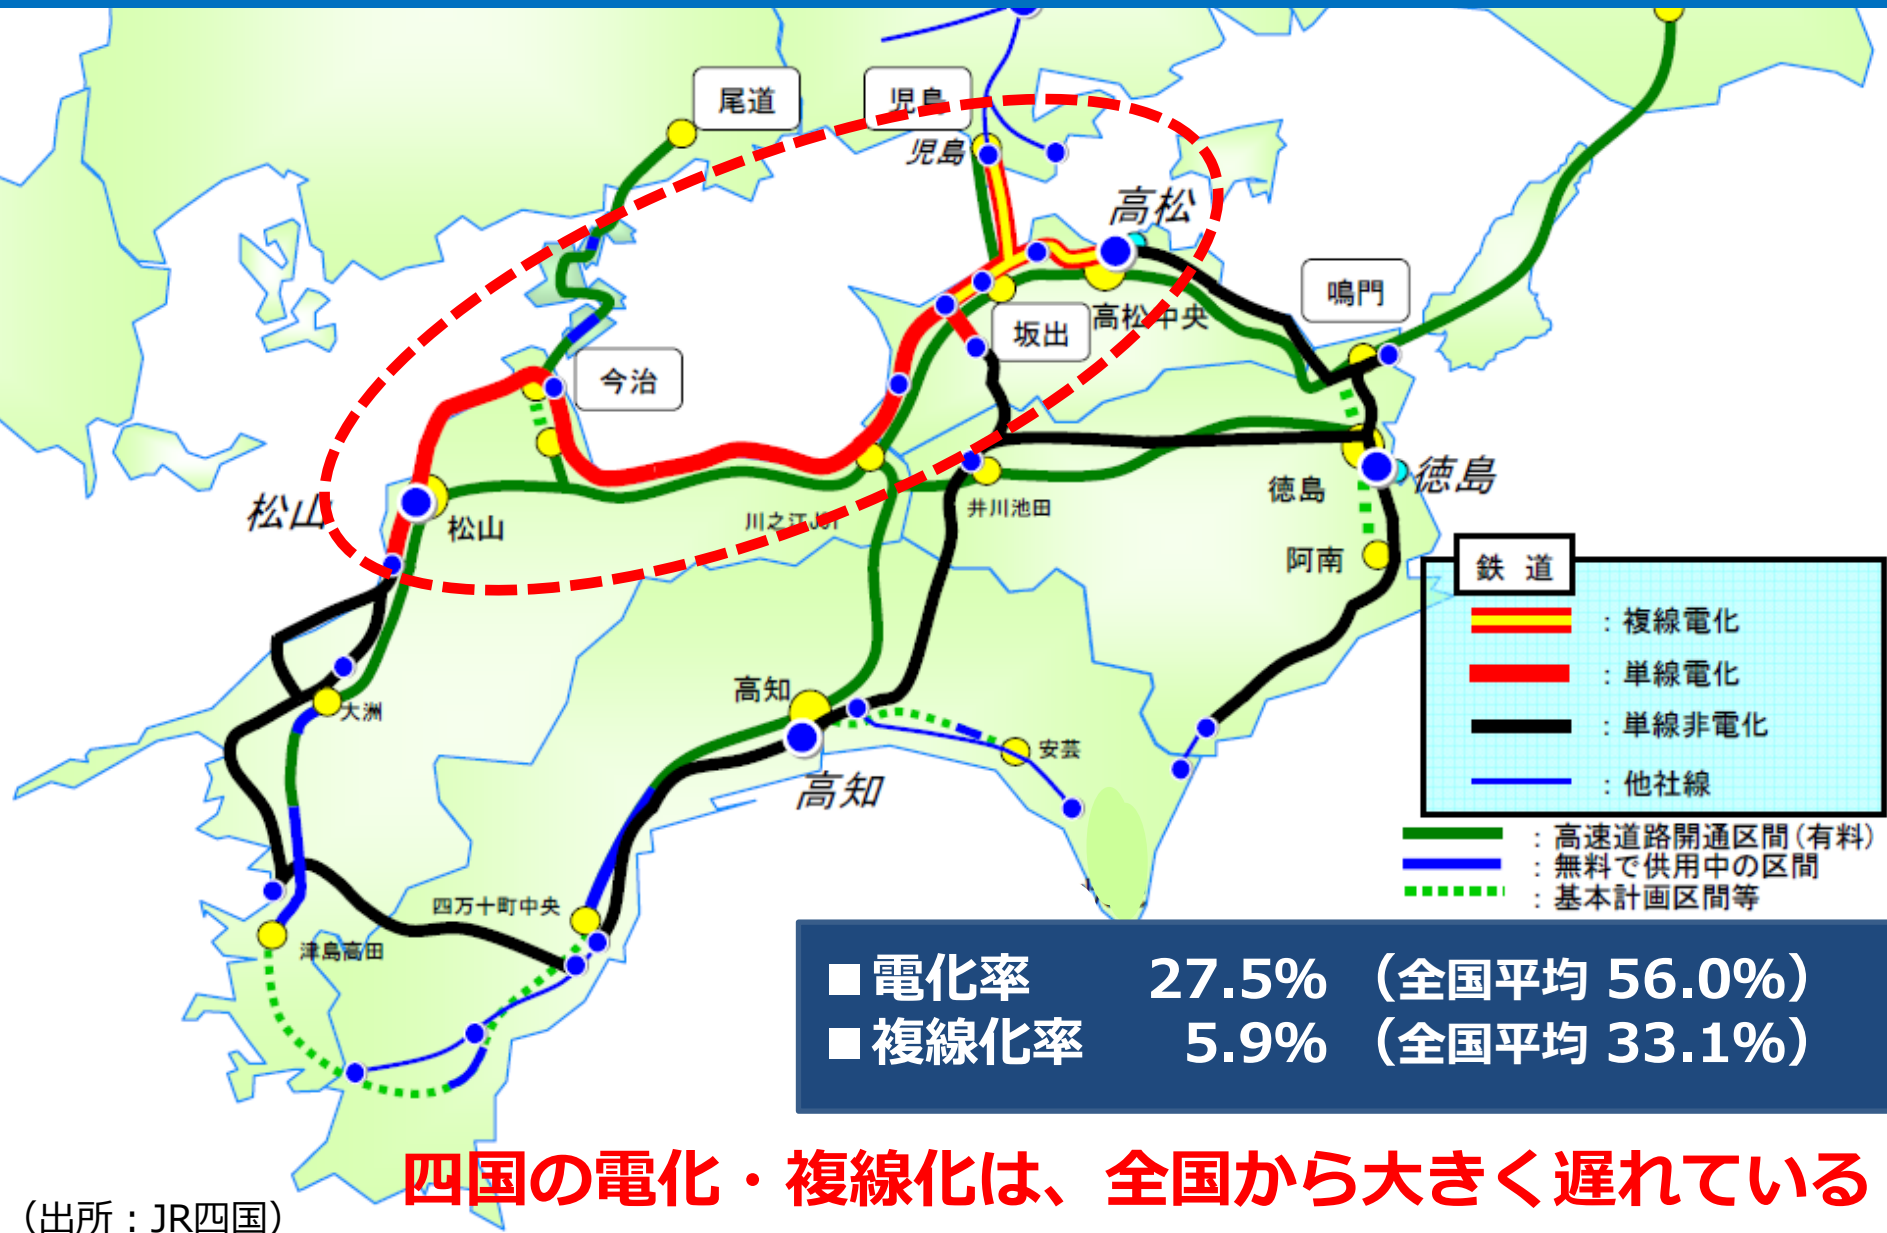 尾道
児島
児島
高松
鳴門
高松中央
坂出
今治
徳島
徳島
松山
松山
川之江JCT
井川池田
阿南
鉄 道
：複線電化
：単線電化
：単線非電化
：他社線
：高速道路開通区間(有料)
：無料で供用中の区間
：基本計画区間等
高知
大洲
安芸
高知
四万十町中央
津島高田
■電化率 27.5% （全国平均 56.0%）
■複線化率 5.9% （全国平均 33.1%）
四国の電化・複線化は、全国から大きく遅れている
（出所：JR四国）